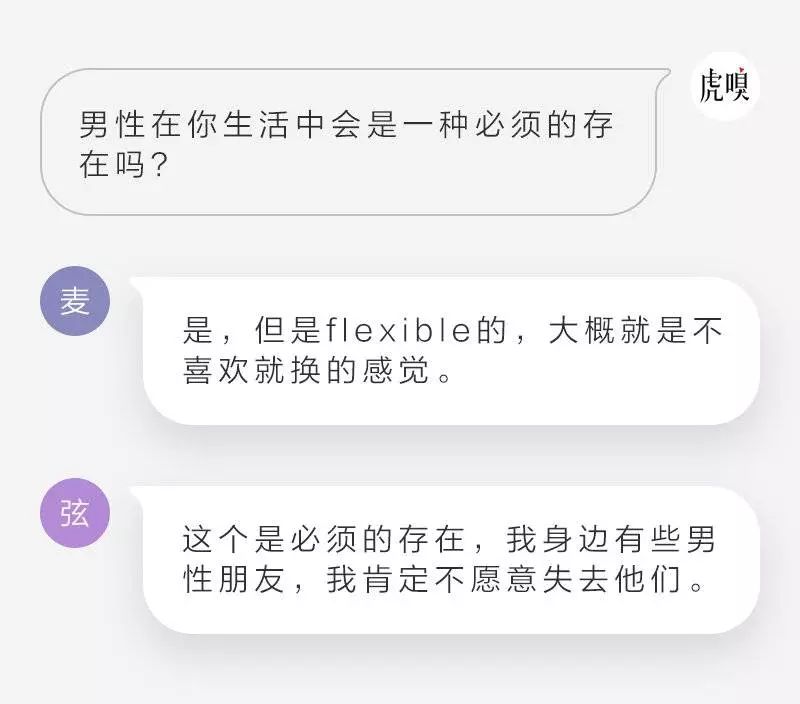 男性在你生活中会是一种必须的存
在吗？
虎嗅
麦
是，但是flexible的，大概就是不
喜欢就换的感觉。
弦
这个是必须的存在，我身边有些男
性朋友，我肯定不愿意失去他们。